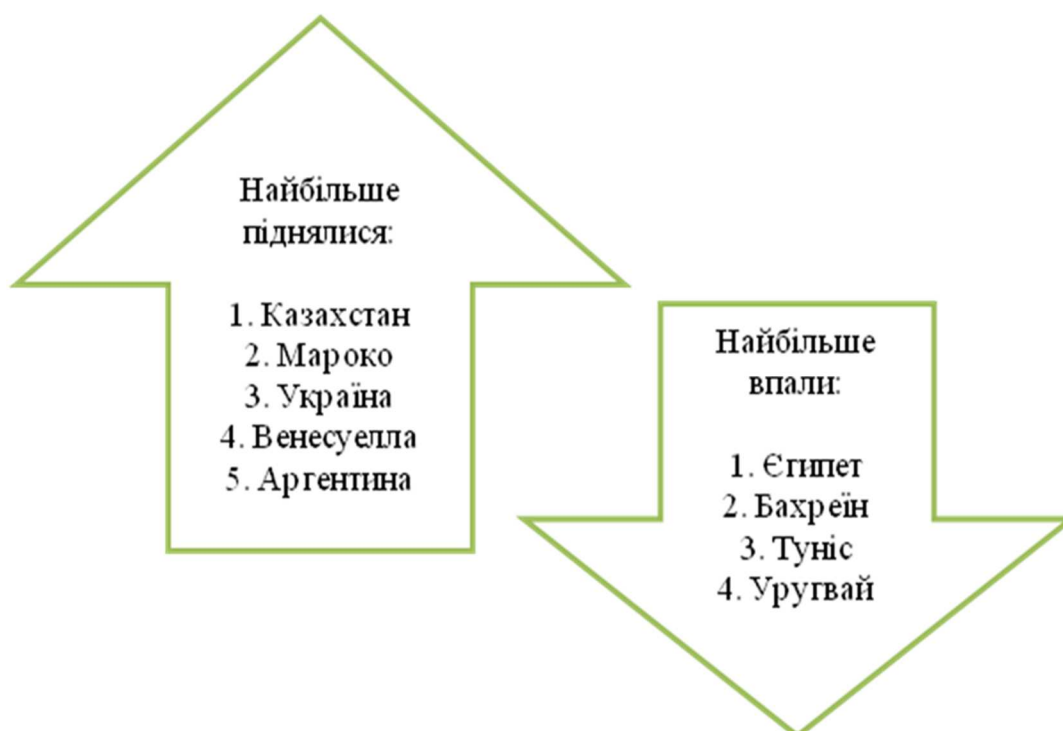 Найбільше
піднялися:
1. Казахстан
2. Мароко
3. Україна
4. Венесуелла
5. Аргентина
Найбільше
впали:
1. Єгипет
2. Бахреїн
3. Туніс
4. Уругвай